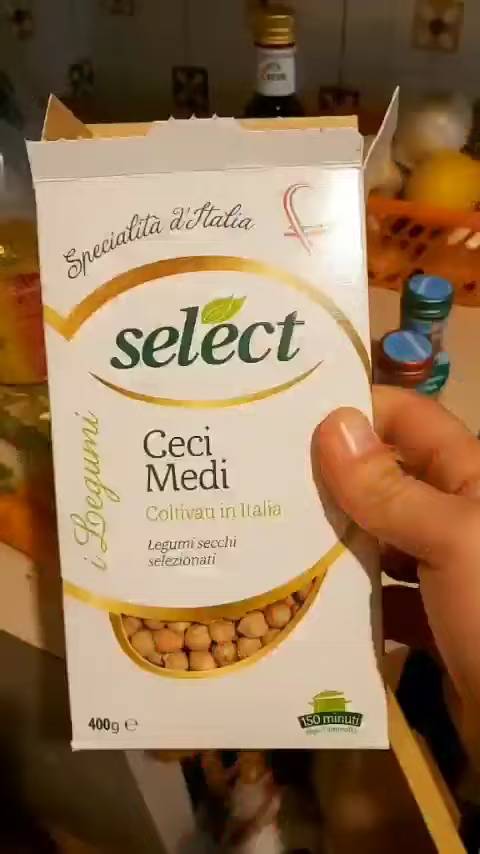 Specialità d'Italia
select
i Legumi
Ceci
Medi
Coltivati in Italia
Legumi secchi
selezionati
400g ℮
150 minuti